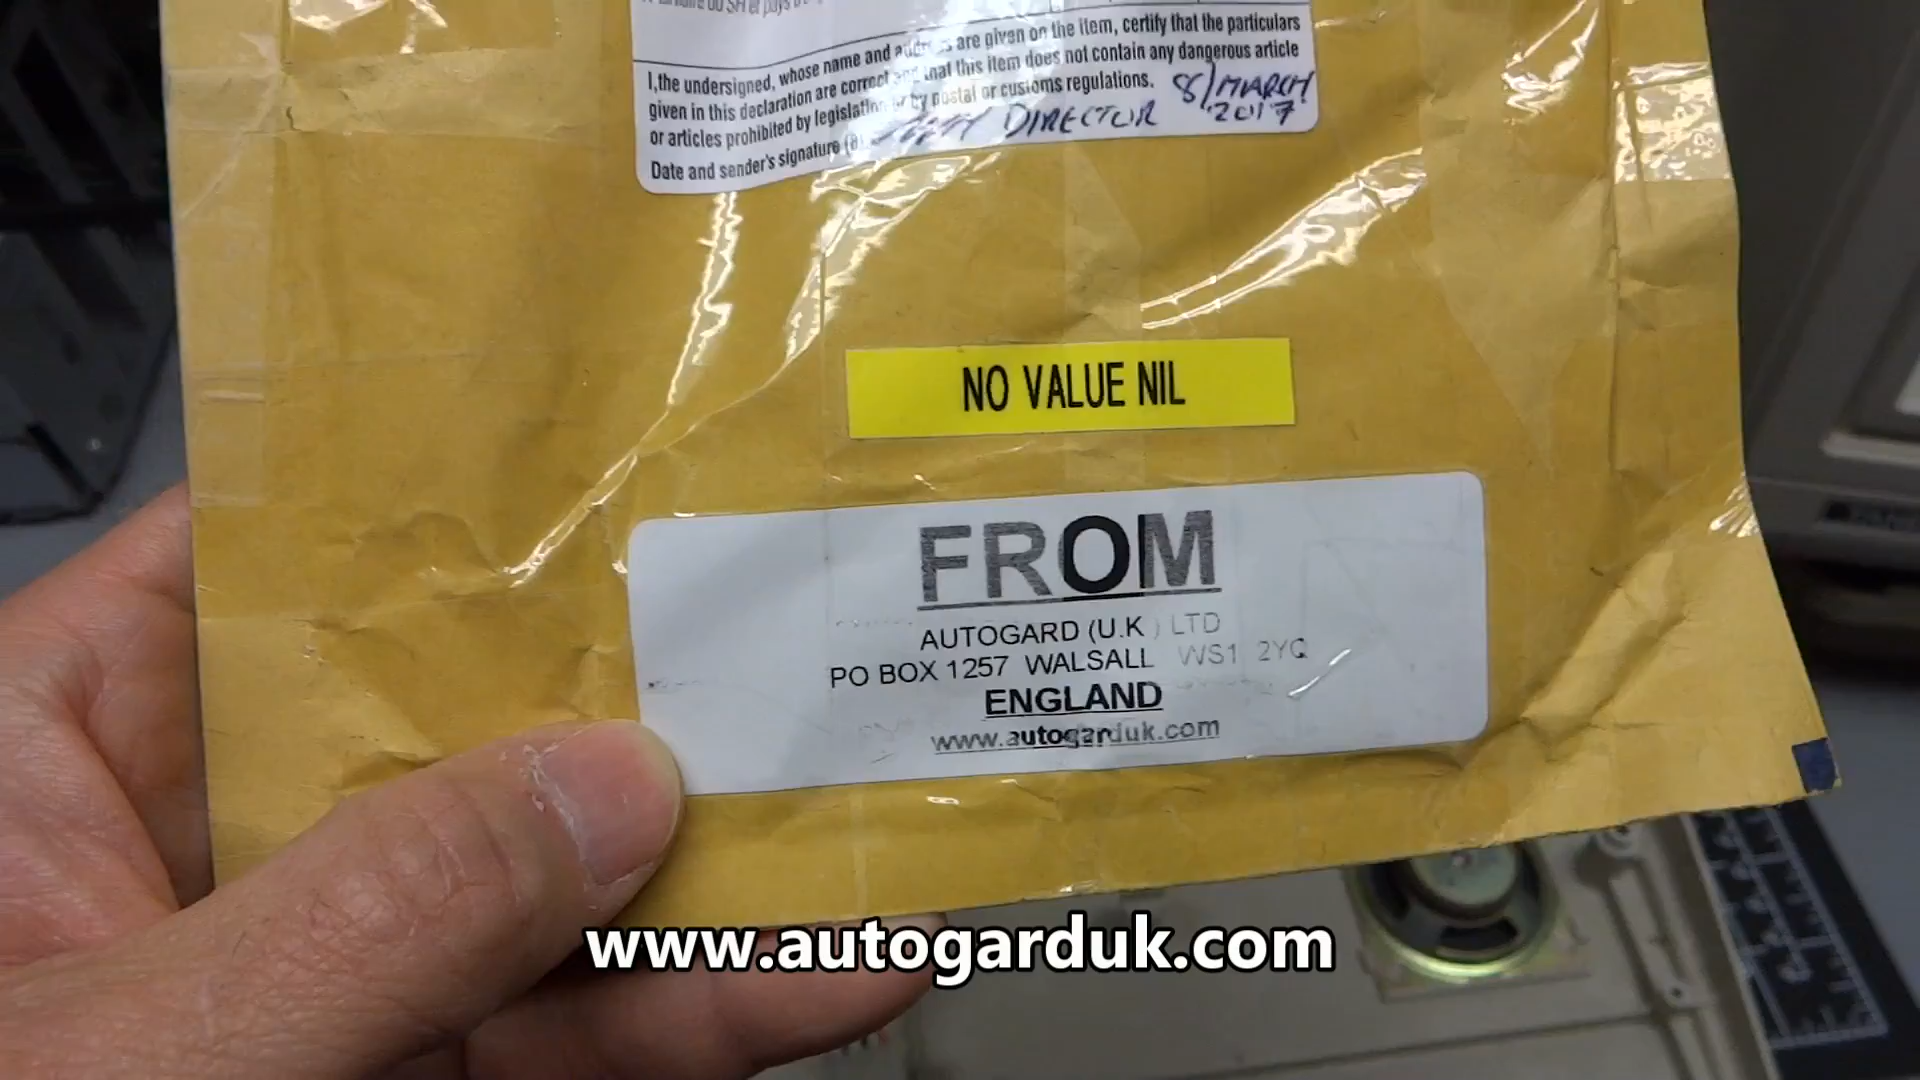 I,the undersigned, whose name and address are given on the item, certify that the particulars
given in this declaration are correct and that this item does not contain any dangerous article
or articles prohibited by legislation or by postal or customs regulations.
Date and sender's signature (8) DIRECTOR 8/MARCH
2017
NO VALUE NIL
FROM
AUTOGARD (U.K ) LTD
PO BOX 1257 WALSALL WS1 2YQ
ENGLAND
www.autogarduk.com
www.autogarduk.com